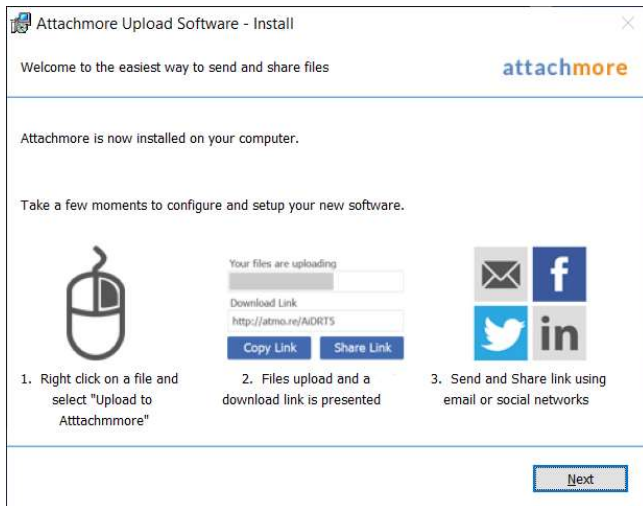 Attachmore Upload Software - Install
Welcome to the easiest way to send and share files
attachmore
Attachmore is now installed on your computer.
Take a few moments to configure and setup your new software.
Your files are uploading
Download Link
http://atmo.re/AiDRT5
Copy Link
Share Link
f
in
1. Right click on a file and
select "Upload to
Atttachmmore"
2. Files upload and a
download link is presented
3. Send and Share link using
email or social networks
Next